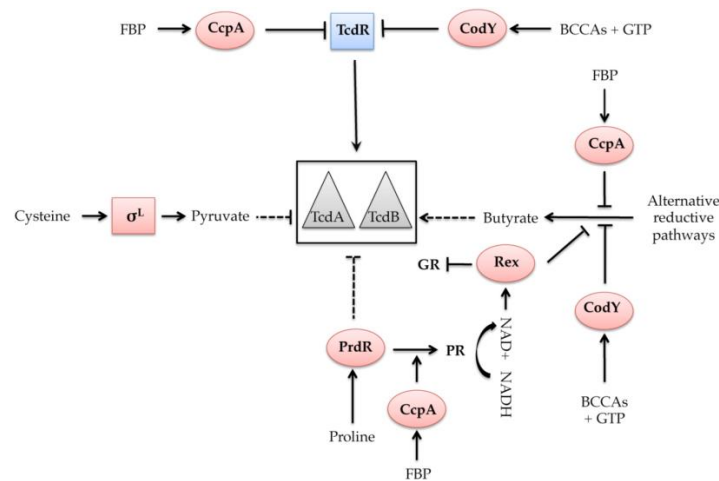 FBP
CcpA
TcdR
CodY
BCCAs + GTP
FBP
CcpA
Cysteine
σᴸ
Pyruvate
TcdA
TcdB
Butyrate
Alternative
reductive
pathways
GR
Rex
CodY
PrdR
PR
NAD+
NADH
CcpA
BCCAs
+ GTP
Proline
FBP